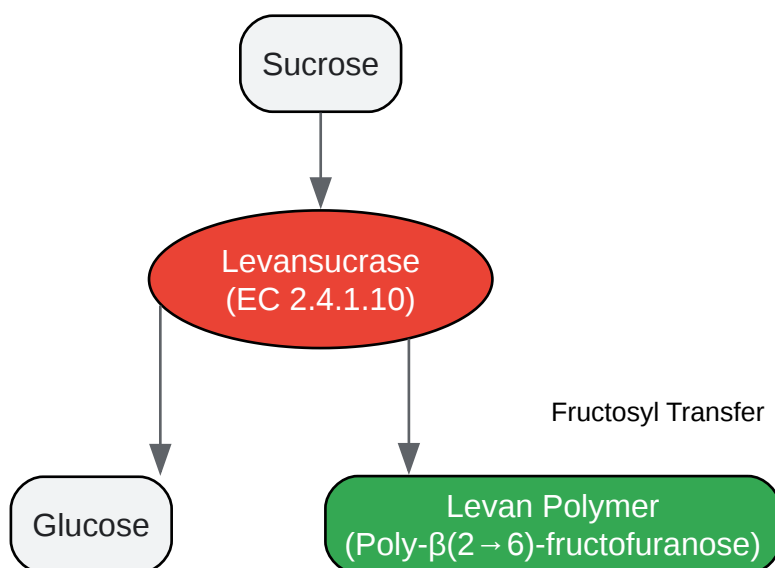 Sucrose
Levansucrase
(EC 2.4.1.10)
Fructosyl Transfer
Glucose
Levan Polymer
(Poly-β(2→6)-fructofuranose)